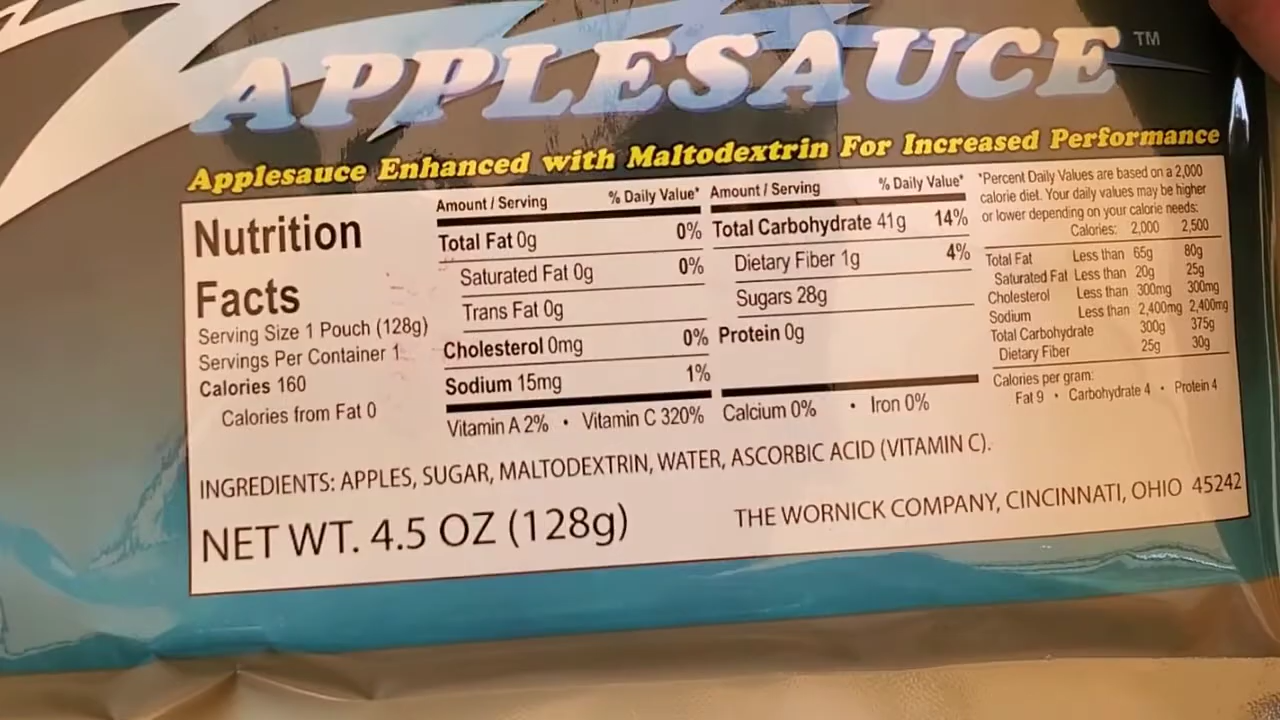 APPLESAUCE™
Applesauce Enhanced with Maltodextrin For Increased Performance
Nutrition
Facts
Serving Size 1 Pouch (128g)
Servings Per Container 1
Calories 160
Calories from Fat 0
Amount / Serving % Daily Value*
Total Fat 0g 0%
Saturated Fat 0g 0%
Trans Fat 0g
Cholesterol 0mg 0%
Sodium 15mg 1%
Amount / Serving % Daily Value*
Total Carbohydrate 41g 14%
Dietary Fiber 1g 4%
Sugars 28g
Protein 0g
Vitamin A 2% • Vitamin C 320% Calcium 0% • Iron 0%
*Percent Daily Values are based on a 2,000
calorie diet. Your daily values may be higher
or lower depending on your calorie needs:
Calories: 2,000 2,500
Total Fat Less than 65g 80g
Saturated Fat Less than 20g 25g
Cholesterol Less than 300mg 300mg
Sodium Less than 2,400mg 2,400mg
Total Carbohydrate 300g 375g
Dietary Fiber 25g 30g
Calories per gram:
Fat 9 • Carbohydrate 4 • Protein 4
INGREDIENTS: APPLES, SUGAR, MALTODEXTRIN, WATER, ASCORBIC ACID (VITAMIN C).
NET WT. 4.5 OZ (128g)
THE WORNICK COMPANY, CINCINNATI, OHIO 45242